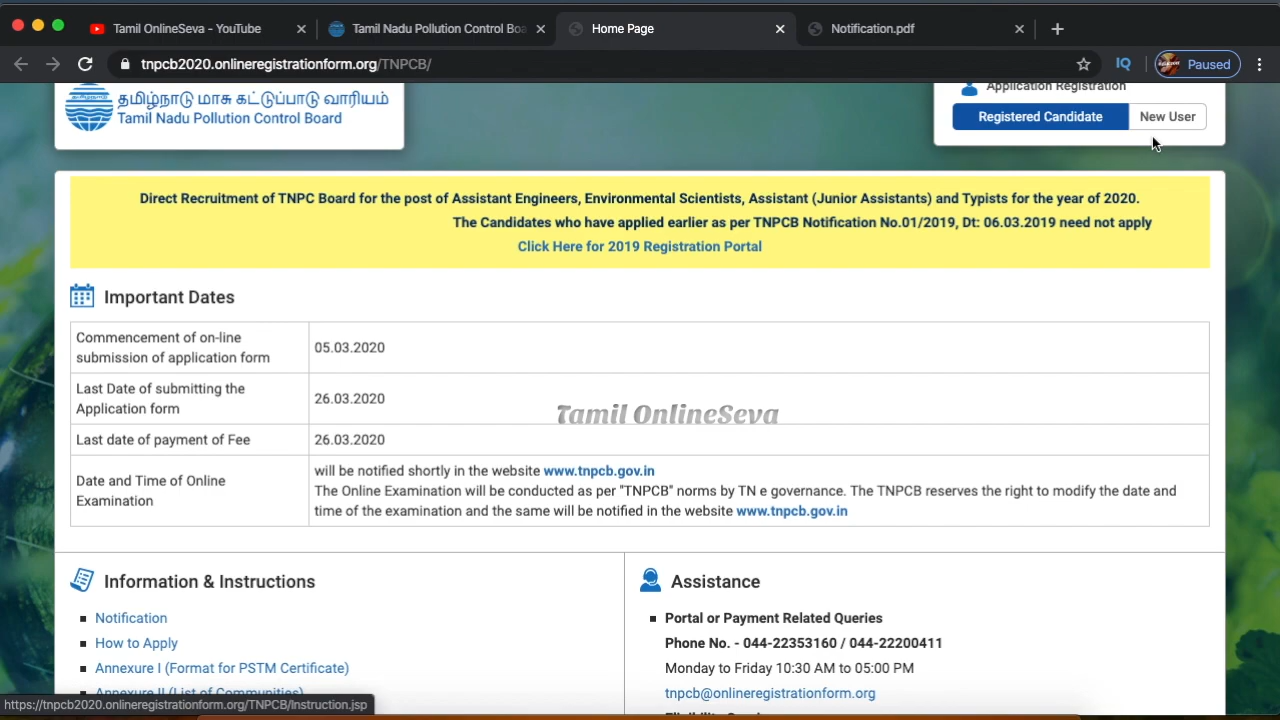 Tamil OnlineSeva - YouTube
Tamil Nadu Pollution Control Boa
Home Page
Notification.pdf
tnpcb2020.onlineregistrationform.org/TNPCB/
IQ
Paused
தமிழ்நாடு மாசு கட்டுப்பாடு வாரியம்
Tamil Nadu Pollution Control Board
Application Registration
Registered Candidate
New User
Direct Recruitment of TNPC Board for the post of Assistant Engineers, Environmental Scientists, Assistant (Junior Assistants) and Typists for the year of 2020.
The Candidates who have applied earlier as per TNPCB Notification No.01/2019, Dt: 06.03.2019 need not apply
Click Here for 2019 Registration Portal
Important Dates
Commencement of on-line
submission of application form
05.03.2020
Last Date of submitting the
Application form
26.03.2020
Tamil OnlineSeva
Last date of payment of Fee
26.03.2020
Date and Time of Online
Examination
will be notified shortly in the website www.tnpcb.gov.in
The Online Examination will be conducted as per "TNPCB" norms by TN e governance. The TNPCB reserves the right to modify the date and
time of the examination and the same will be notified in the website www.tnpcb.gov.in
Information & Instructions
Notification
How to Apply
Annexure I (Format for PSTM Certificate)
Annexure II (List of Communities)
Assistance
Portal or Payment Related Queries
Phone No. - 044-22353160 / 044-22200411
Monday to Friday 10:30 AM to 05:00 PM
tnpcb@onlineregistrationform.org
https://tnpcb2020.onlineregistrationform.org/TNPCB/Instruction.jsp